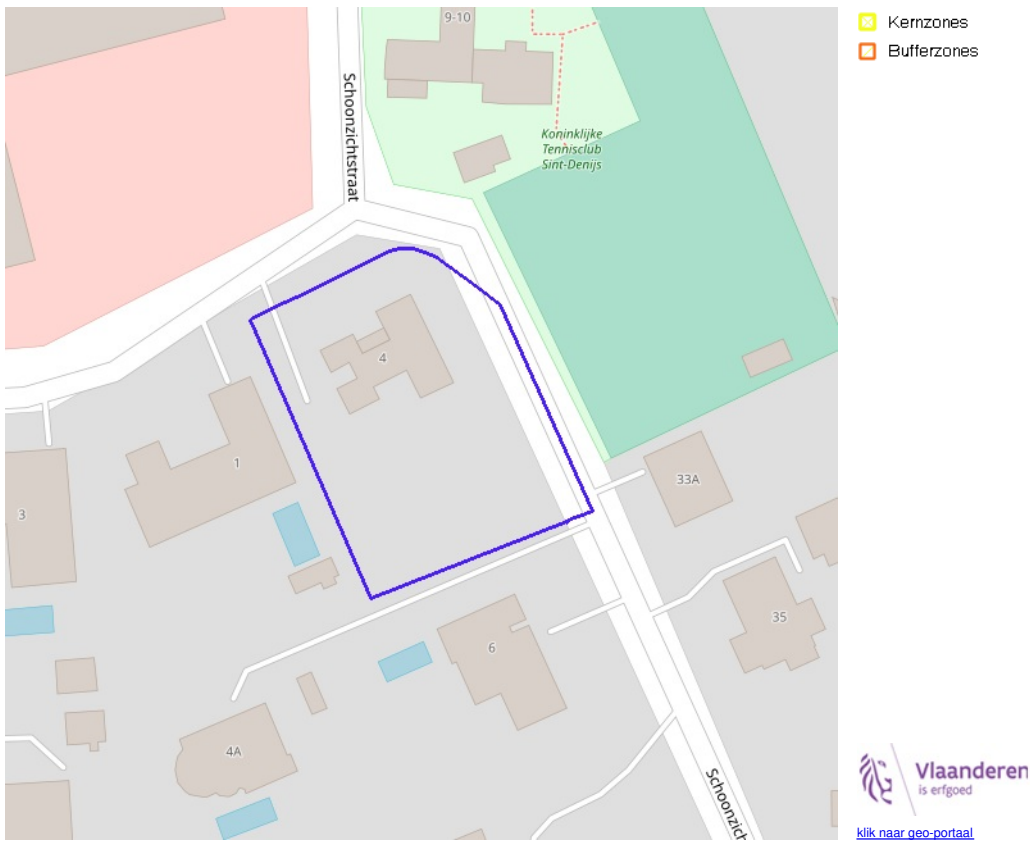 9-10
Schoonzichtstraat
Koninklijke
Tennisclub
Sint-Denijs
4
1
3
33A
35
6
4A
Schoonzich
Kernzones
Bufferzones
Vlaanderen
is erfgoed
klik naar geo-portaal